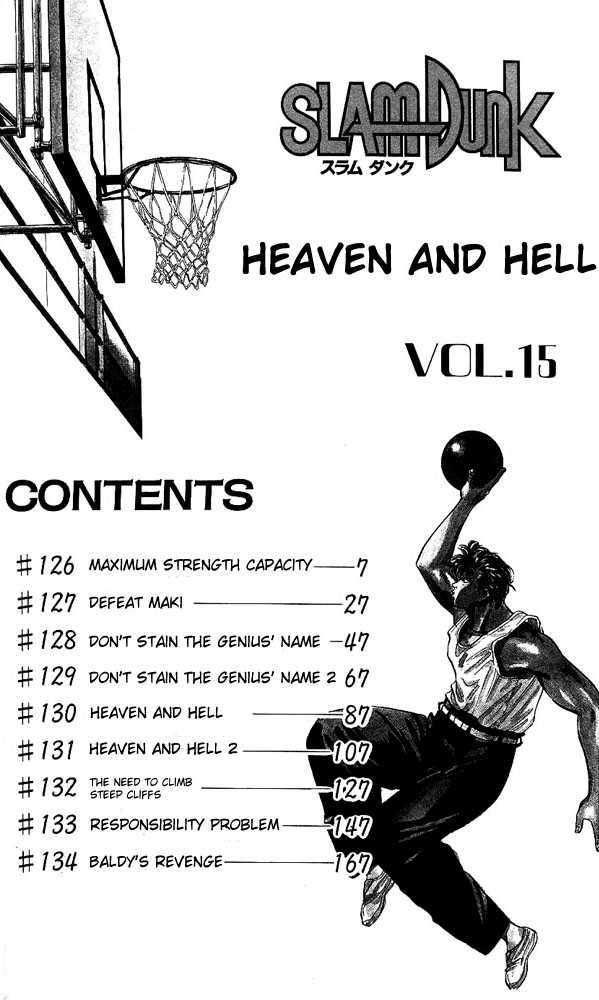 SLAM DUNK
スラム ダンク
HEAVEN AND HELL
VOL.15
CONTENTS
#126 MAXIMUM STRENGTH CAPACITY 7
#127 DEFEAT MAKI 27
#128 DON'T STAIN THE GENIUS' NAME 47
#129 DON'T STAIN THE GENIUS' NAME 2 67
#130 HEAVEN AND HELL 87
#131 HEAVEN AND HELL 2 107
#132 THE NEED TO CLIMB
STEEP CLIFFS 127
#133 RESPONSIBILITY PROBLEM 147
#134 BALDY'S REVENGE 167